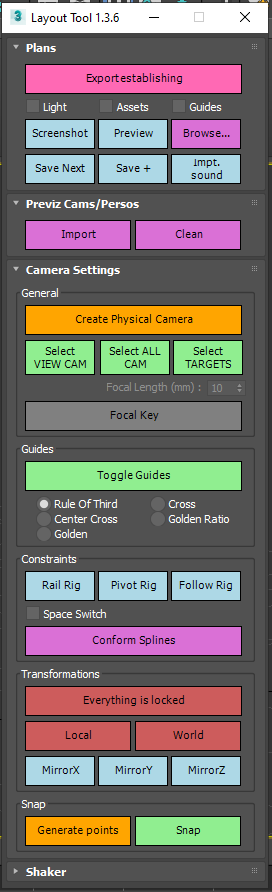 3 Layout Tool 1.3.6
Plans
Exportestablishing
Light Assets Guides
Screenshot Preview Browse...
Save Next Save + Impt. sound
Previz Cams/Persos
Import Clean
Camera Settings
General
Create Physical Camera
Select VIEW CAM Select ALL CAM Select TARGETS
Focal Length (mm) : 10
Focal Key
Guides
Toggle Guides
Rule Of Third Cross
Center Cross Golden Ratio
Golden
Constraints
Rail Rig Pivot Rig Follow Rig
Space Switch
Conform Splines
Transformations
Everything is locked
Local World
MirrorX MirrorY MirrorZ
Snap
Generate points Snap
Shaker